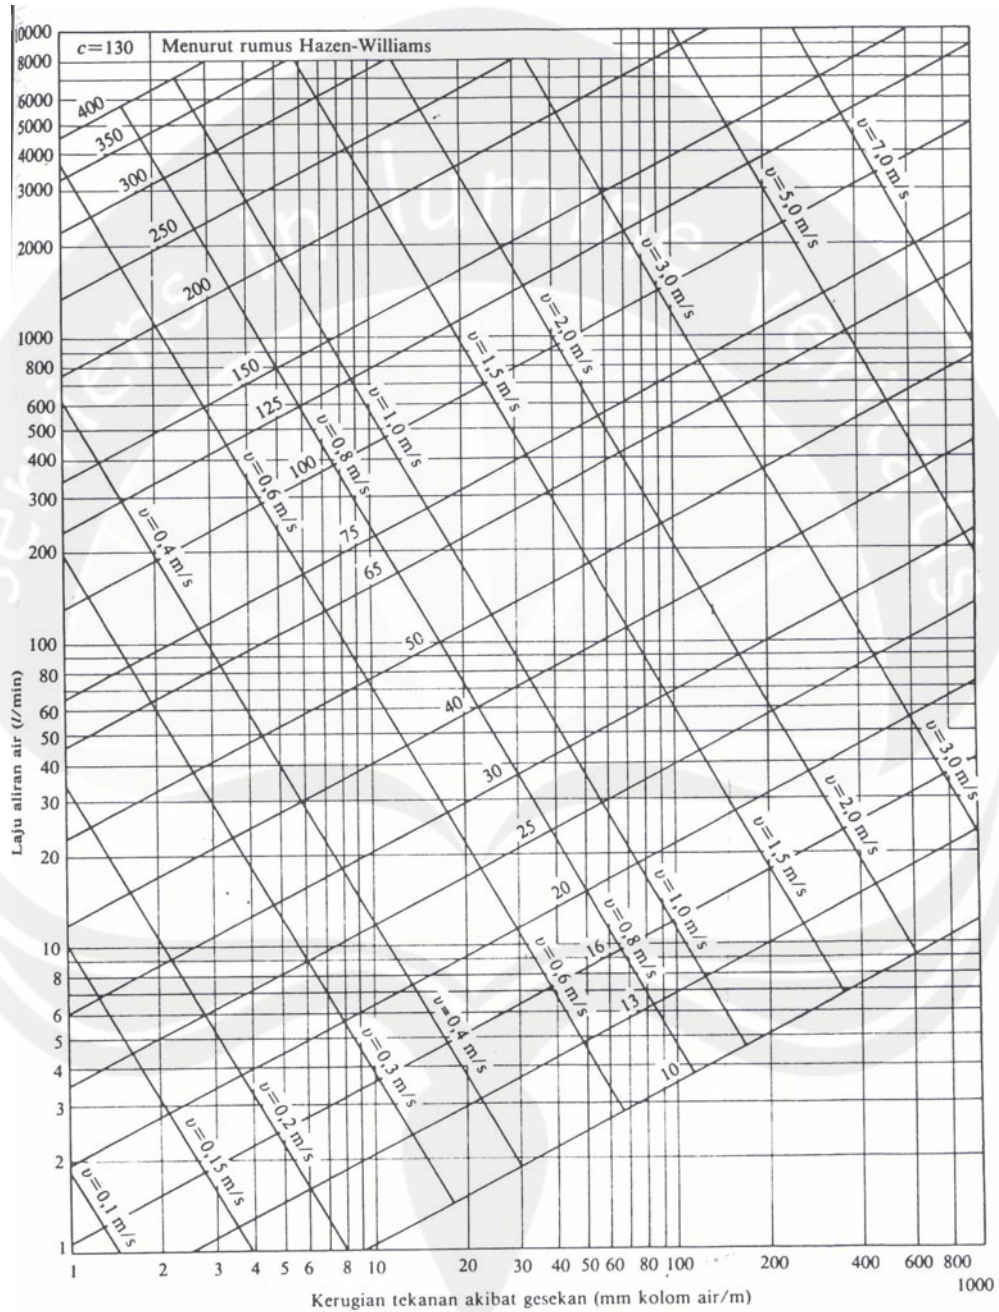 c=130 Menurut rumus Hazen-Williams
10000
8000
6000
5000
4000
3000
2000
1000
800
600
500
400
300
200
100
80
60
50
40
30
20
10
8
6
5
4
3
2
1
Laju aliran air (l/min)
400
350
300
250
200
150
125
100
75
65
50
40
30
25
20
16
13
10
υ=7,0 m/s
υ=5,0 m/s
υ=3,0 m/s
υ=2,0 m/s
υ=1,5 m/s
υ=1,0 m/s
υ=0,8 m/s
υ=0,6 m/s
υ=0,4 m/s
υ=3,0 m/s
υ=2,0 m/s
υ=1,5 m/s
υ=1,0 m/s
υ=0,8 m/s
υ=0,6 m/s
υ=0,4 m/s
υ=0,3 m/s
υ=0,2 m/s
υ=0,15 m/s
υ=0,1 m/s
1 2 3 4 5 6 8 10 20 30 40 50 60 80 100 200 400 600 800
1000
Kerugian tekanan akibat gesekan (mm kolom air/m)
in lumine veritatis